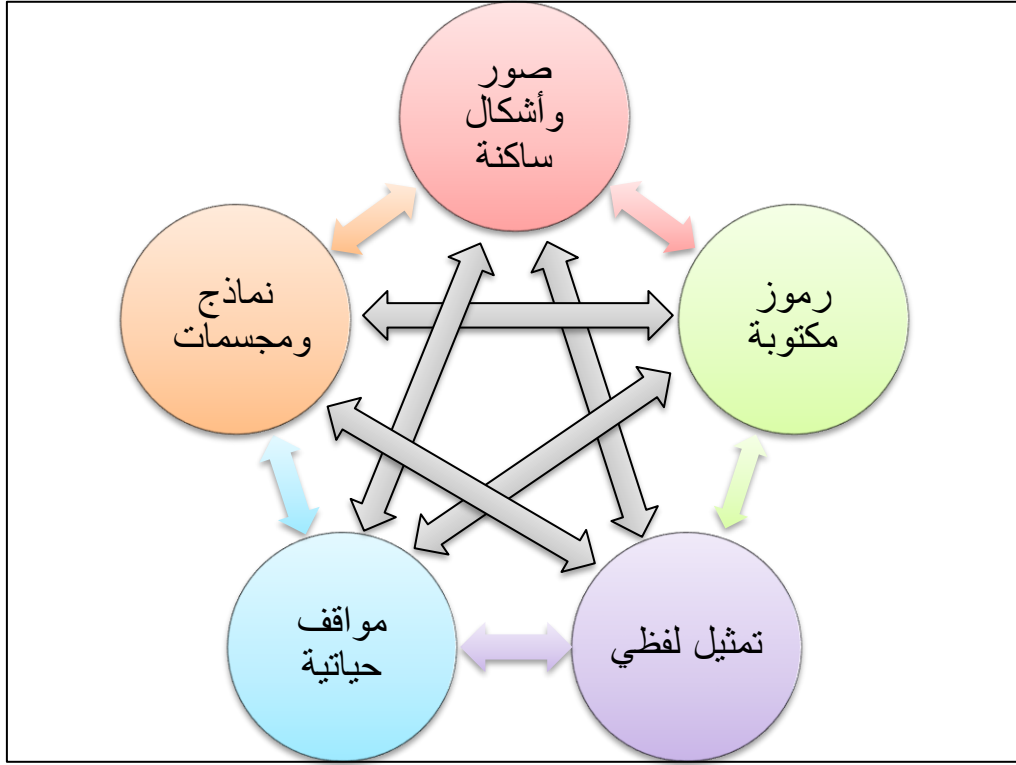 صور
وأشكال
ساكنة
رموز
مكتوبة
نماذج
ومجسمات
تمثيل لفظي
مواقف
حياتية